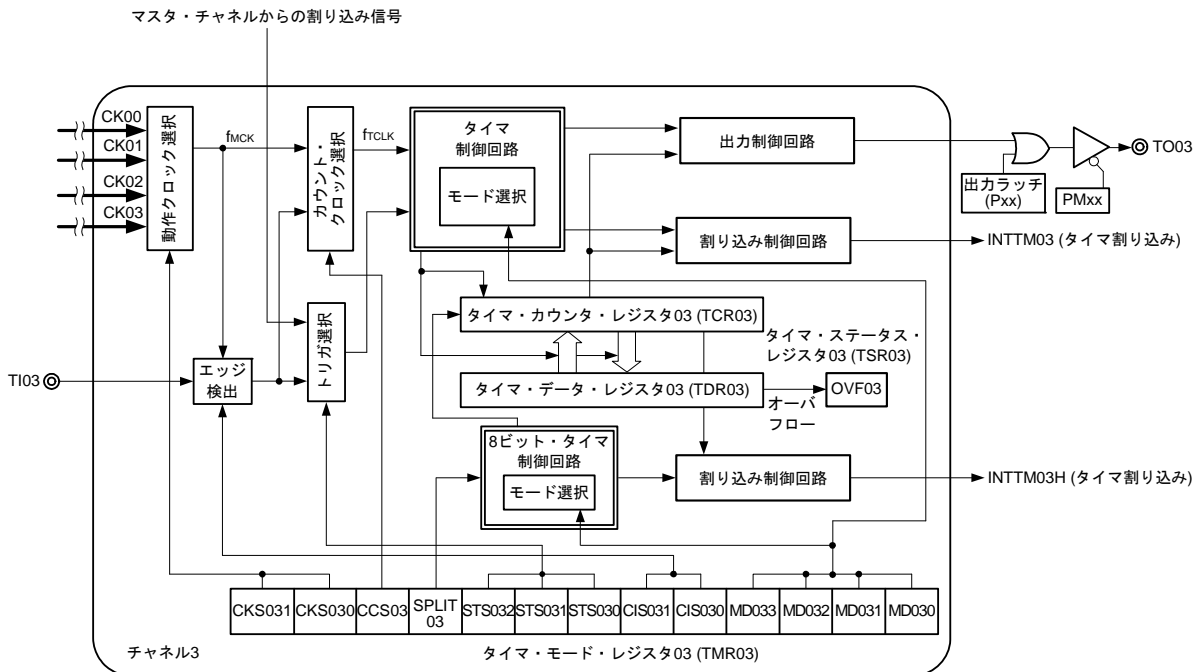 マスタ・チャネルからの割り込み信号
CK00
CK01
CK02
CK03
動作クロック選択
fMCK
カウント・
クロック選択
fTCLK
タイマ
制御回路
モード選択
出力制御回路
出力ラッチ
(Pxx)
PMxx
TO03
割り込み制御回路
INTTM03 (タイマ割り込み)
タイマ・カウンタ・レジスタ03 (TCR03)
タイマ・ステータス・
レジスタ03 (TSR03)
トリガ選択
TI03
エッジ
検出
タイマ・データ・レジスタ03 (TDR03)
OVF03
オーバ
フロー
8ビット・タイマ
制御回路
モード選択
割り込み制御回路
INTTM03H (タイマ割り込み)
CKS031
CKS030
CCS03
SPLIT
03
STS032
STS031
STS030
CIS031
CIS030
MD033
MD032
MD031
MD030
チャネル3
タイマ・モード・レジスタ03 (TMR03)